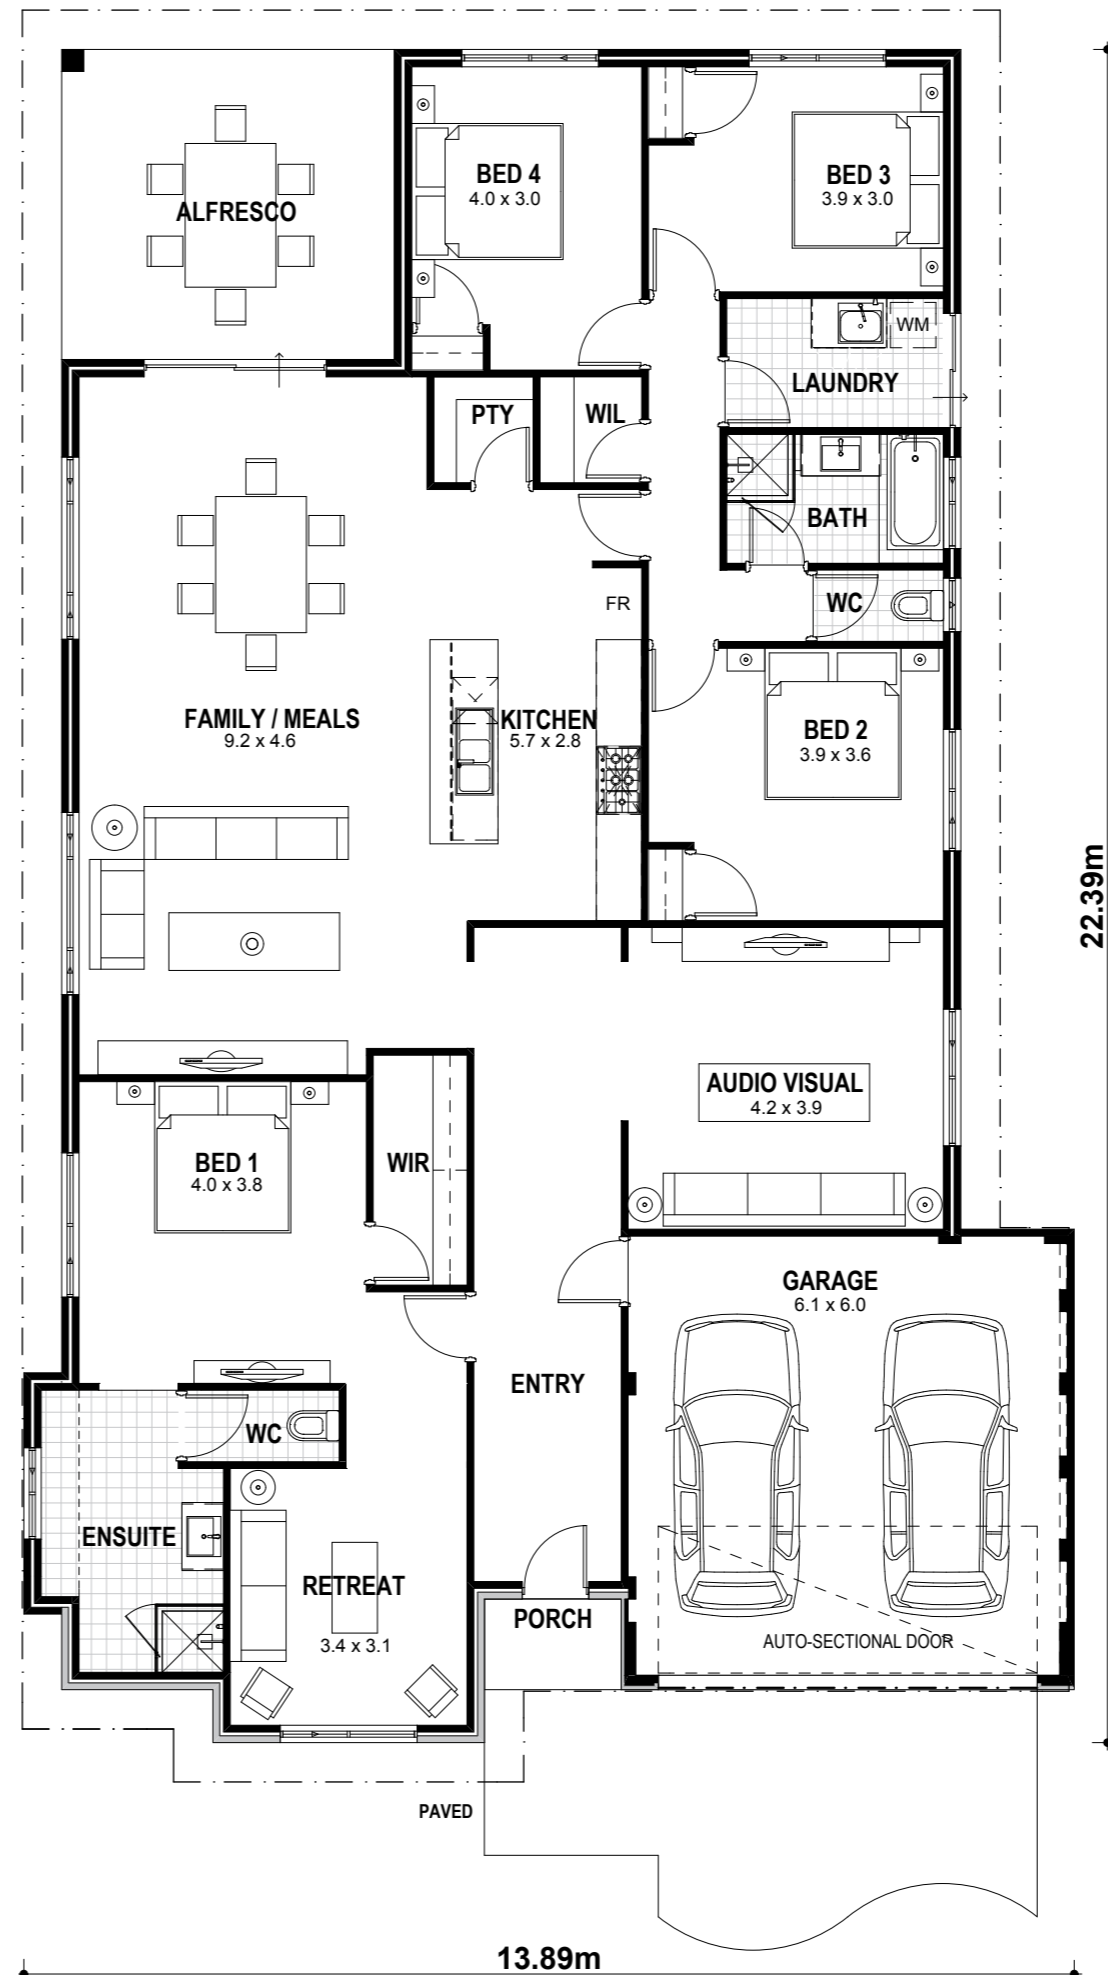 BED 4
4.0 x 3.0
BED 3
3.9 x 3.0
ALFRESCO
WM
LAUNDRY
PTY
WIL
BATH
FR
WC
FAMILY / MEALS
9.2 x 4.6
KITCHEN
5.7 x 2.8
BED 2
3.9 x 3.6
22.39m
AUDIO VISUAL
4.2 x 3.9
BED 1
4.0 x 3.8
WIR
GARAGE
6.1 x 6.0
ENTRY
WC
ENSUITE
RETREAT
3.4 x 3.1
PORCH
AUTO-SECTIONAL DOOR
PAVED
13.89m